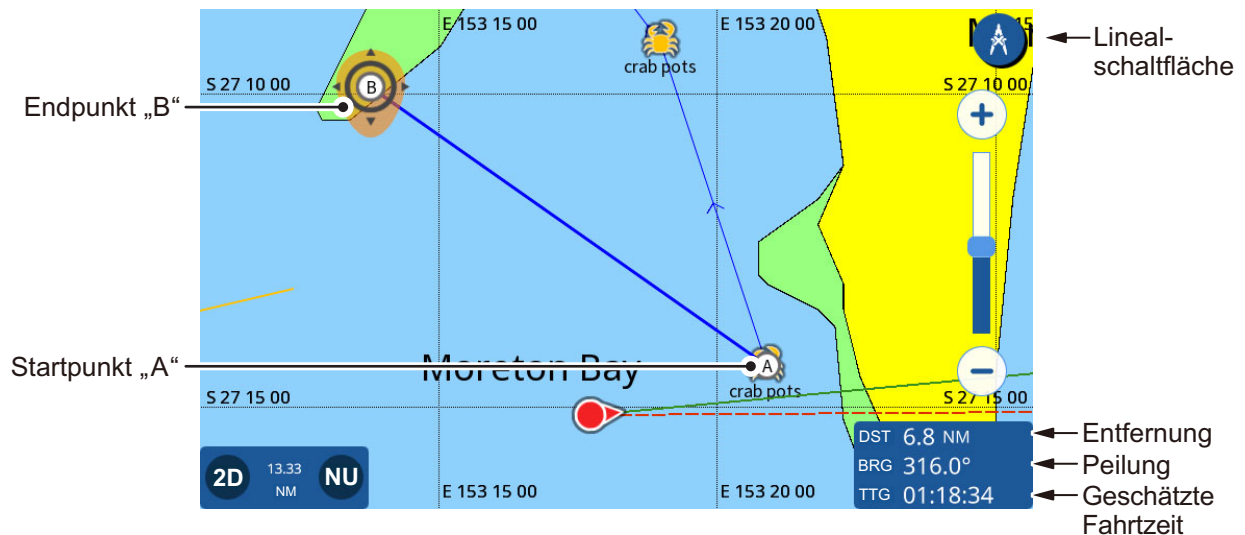 E 153 15 00
E 153 20 00
15
Lineal-
schaltfläche
crab pots
S 27 10 00
S 27 10 00
B
Endpunkt „B“
+
Startpunkt „A“
Moreton Bay
A
crab pots
−
S 27 15 00
S 27 15 00
DST 6.8 NM
Entfernung
BRG 316.0°
Peilung
TTG 01:18:34
Geschätzte
Fahrtzeit
2D
13.33
NM
NU
E 153 15 00
E 153 20 00